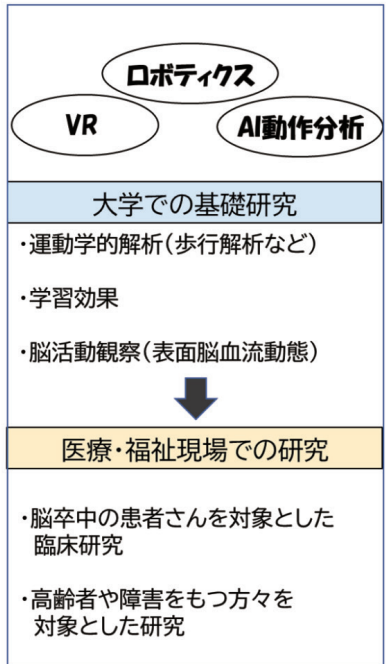 ロボティクス
VR
AI動作分析
大学での基礎研究
・運動学的解析(歩行解析など)
・学習効果
・脳活動観察(表面脳血流動態)
医療・福祉現場での研究
・脳卒中の患者さんを対象とした
臨床研究
・高齢者や障害をもつ方々を
対象とした研究